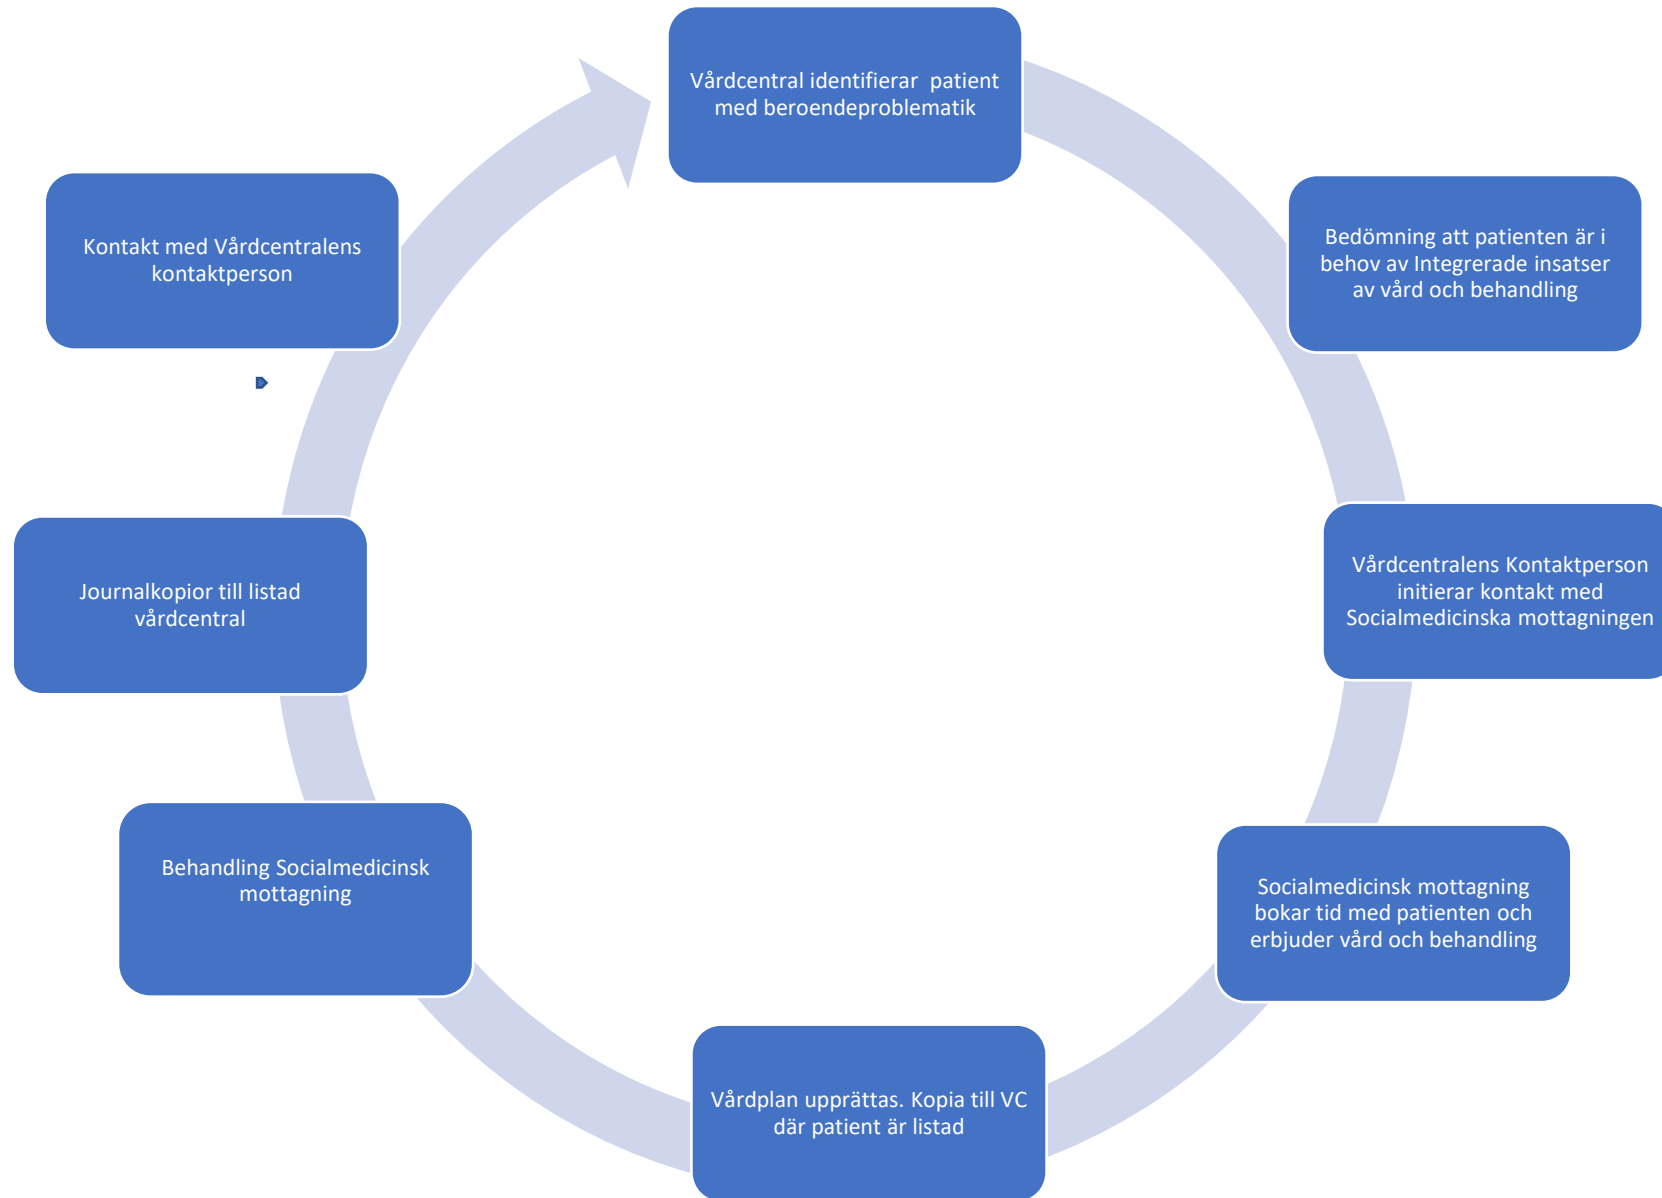 Vårdcentral identifierar  patient
med beroendeproblematik
Bedömning att patienten är i
behov av Integrerade insatser
av vård och behandling
Vårdcentralens Kontaktperson
initierar kontakt med
Socialmedicinska mottagningen
Socialmedicinsk mottagning
bokar tid med patienten och
erbjuder vård och behandling
Vårdplan upprättas. Kopia till VC
där patient är listad
Behandling Socialmedicinsk
mottagning
Journalkopior till listad
vårdcentral
Kontakt med Vårdcentralens
kontaktperson